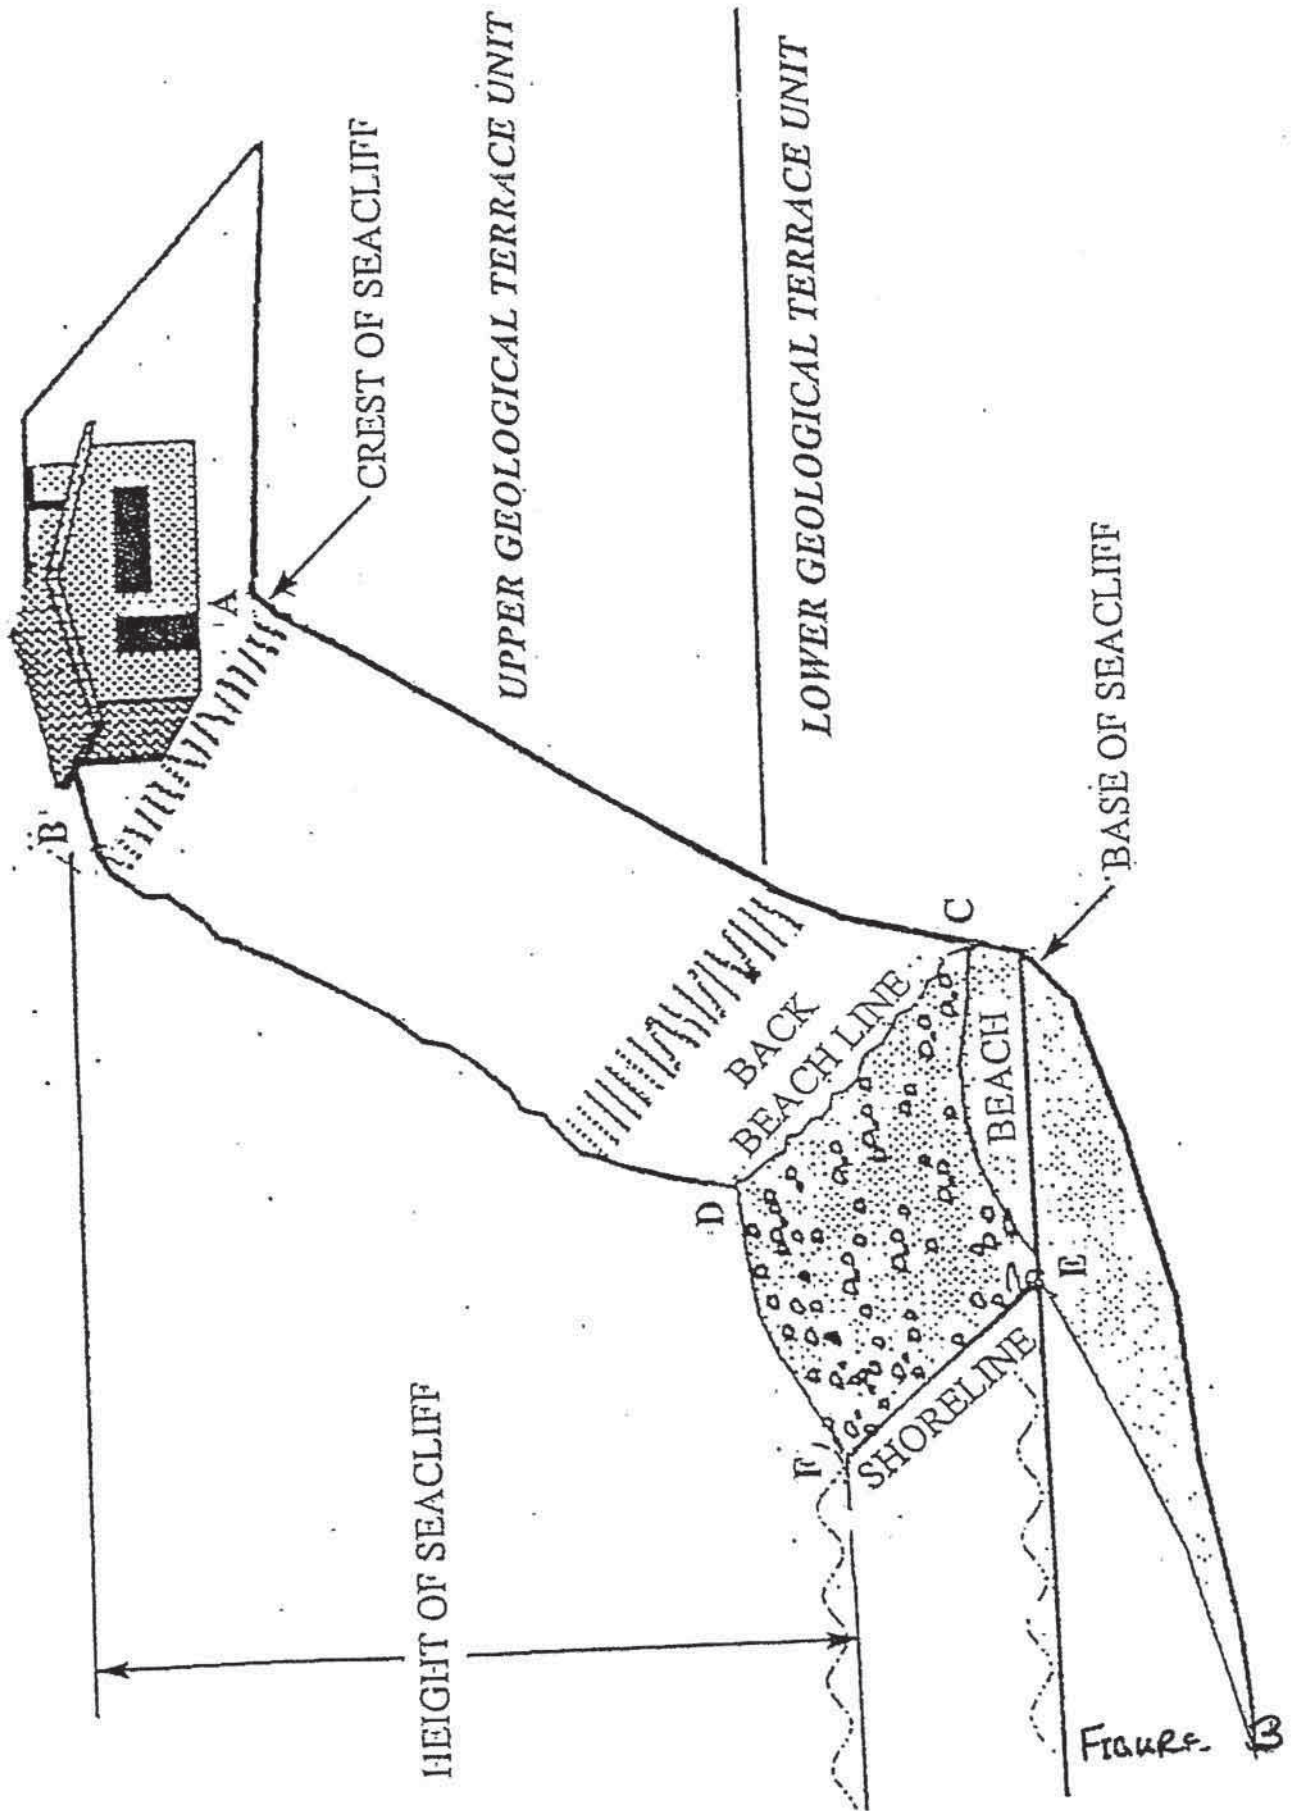 B'
A
CREST OF SEACLIFF
UPPER GEOLOGICAL TERRACE UNIT
LOWER GEOLOGICAL TERRACE UNIT
HEIGHT OF SEACLIFF
BACK
BEACH LINE
D
C
F
SHORELINE
BEACH
E
BASE OF SEACLIFF
FIGURE B